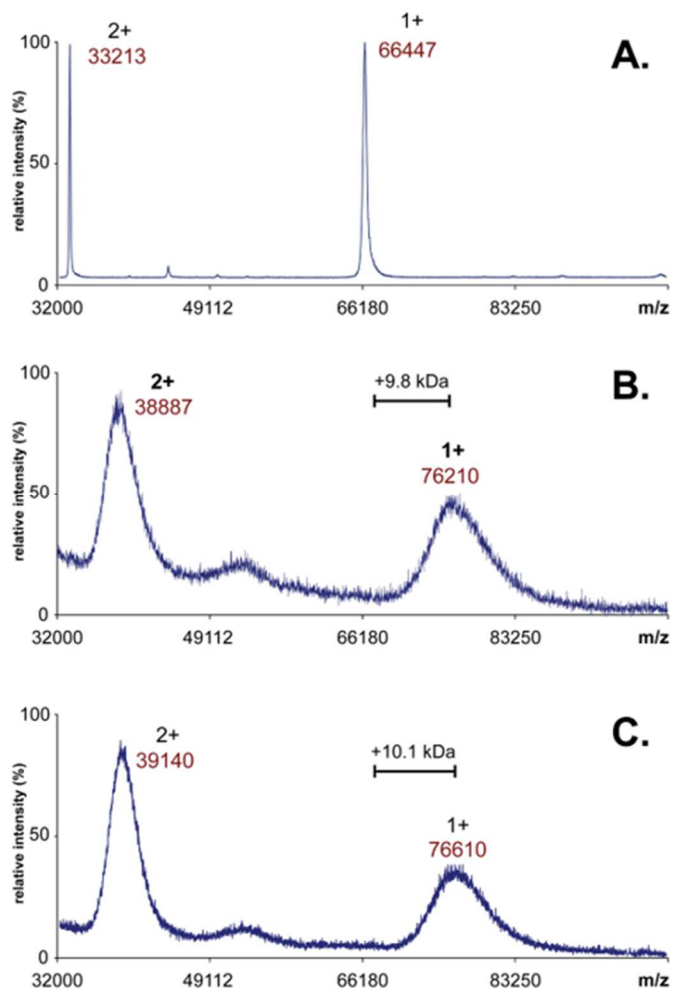 A.
2+
33213
1+
66447
relative intensity (%)
100
50
0
32000 49112 66180 83250 m/z
B.
2+
38887
+9.8 kDa
1+
76210
relative intensity (%)
100
50
0
32000 49112 66180 83250 m/z
C.
2+
39140
+10.1 kDa
1+
76610
relative intensity (%)
100
50
0
32000 49112 66180 83250 m/z